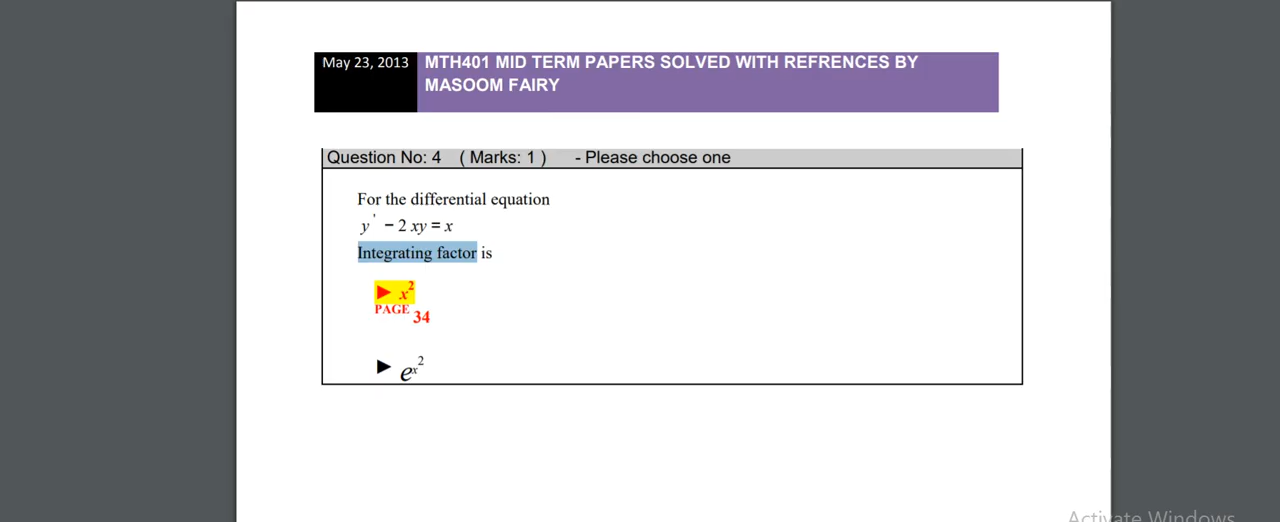 May 23, 2013 MTH401 MID TERM PAPERS SOLVED WITH REFRENCES BY
MASOOM FAIRY
Question No: 4 ( Marks: 1 ) - Please choose one
For the differential equation
y' − 2 xy = x
Integrating factor is
► x²
PAGE 34
► eˣ²
Activate Windows